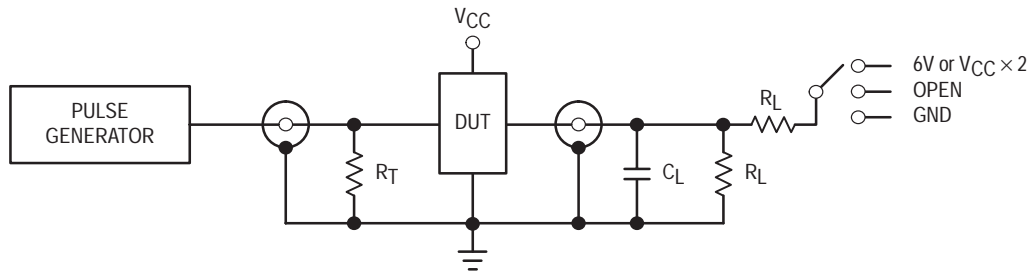 VCC
6V or VCC × 2
OPEN
GND
PULSE
GENERATOR
DUT
RL
RT
CL
RL